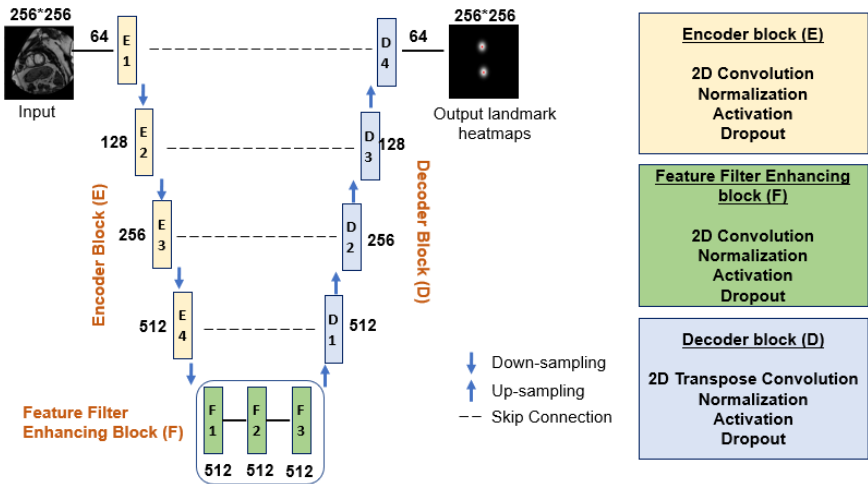 256*256
Input
64
E
1
128
E
2
256
E
3
512
E
4
Encoder Block (E)
Feature Filter
Enhancing Block (F)
F
1
F
2
F
3
512
512
512
D
1
512
D
2
256
D
3
128
D
4
64
Decoder Block (D)
256*256
Output landmark
heatmaps
Down-sampling
Up-sampling
Skip Connection
Encoder block (E)
2D Convolution
Normalization
Activation
Dropout
Feature Filter Enhancing
block (F)
2D Convolution
Normalization
Activation
Dropout
Decoder block (D)
2D Transpose Convolution
Normalization
Activation
Dropout